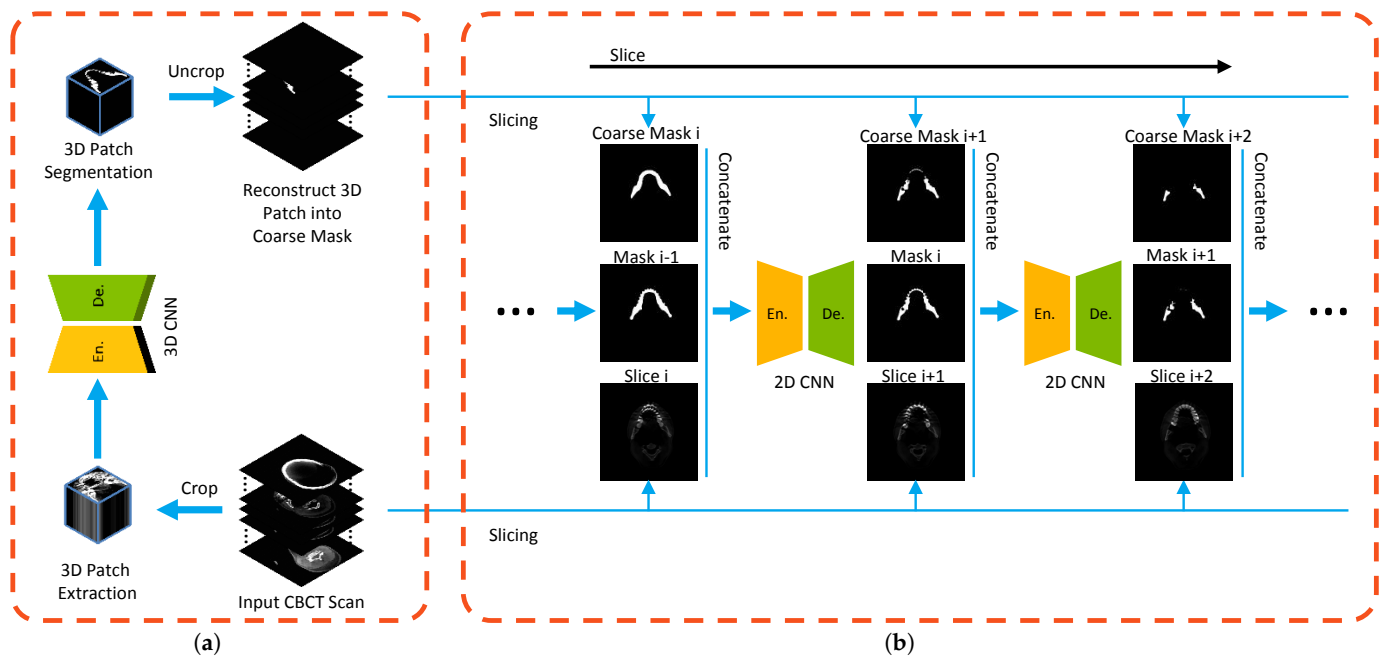 Uncrop
3D Patch
Segmentation
Reconstruct 3D
Patch into
Coarse Mask
De.
En.
3D CNN
Crop
3D Patch
Extraction
Input CBCT Scan
(a)
Slice
Slicing
Coarse Mask i
Coarse Mask i+1
Coarse Mask i+2
Concatenate
Concatenate
Concatenate
Mask i-1
Mask i
Mask i+1
...
En.
De.
En.
De.
...
2D CNN
2D CNN
Slice i
Slice i+1
Slice i+2
Slicing
(b)